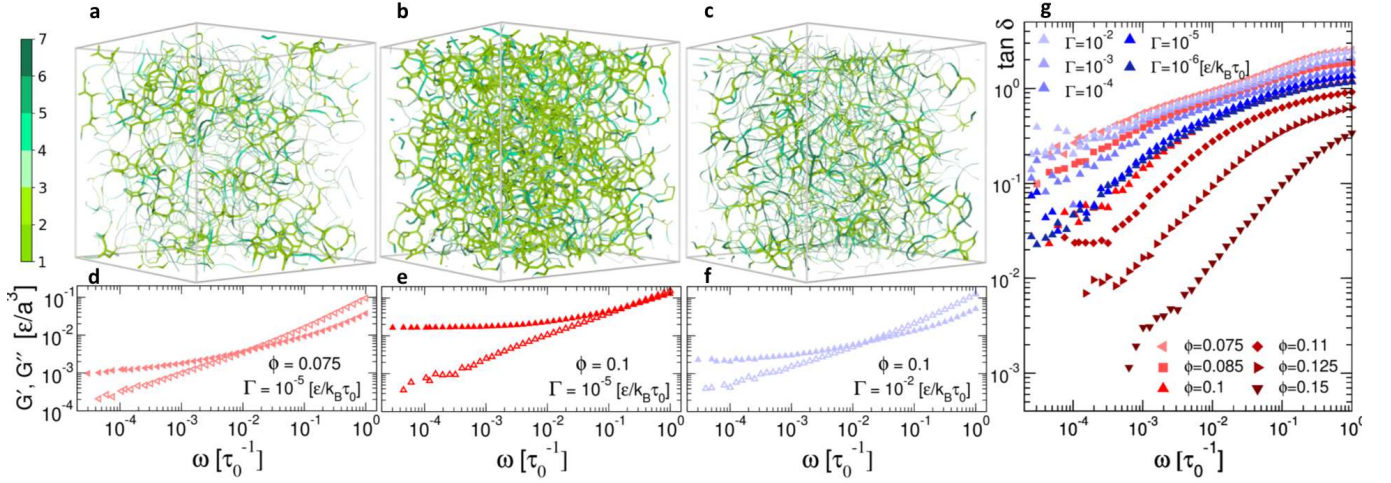 a
b
c
g
7
6
5
4
3
2
1
d
e
f
G′, G″ [ε/a³]
10⁻¹
10⁻²
10⁻³
10⁻⁴
ϕ = 0.075
Γ = 10⁻⁵ [ε/k_Bτ₀]
ϕ = 0.1
Γ = 10⁻⁵ [ε/k_Bτ₀]
ϕ = 0.1
Γ = 10⁻² [ε/k_Bτ₀]
10⁻⁴ 10⁻³ 10⁻² 10⁻¹ 10⁰
10⁻⁴ 10⁻³ 10⁻² 10⁻¹ 10⁰
10⁻⁴ 10⁻³ 10⁻² 10⁻¹ 10⁰
ω [τ₀⁻¹]
ω [τ₀⁻¹]
ω [τ₀⁻¹]
tan δ
10¹
10⁰
10⁻¹
10⁻²
10⁻³
Γ=10⁻² Γ=10⁻⁵
Γ=10⁻³ Γ=10⁻⁶[ε/k_Bτ₀]
Γ=10⁻⁴
ϕ=0.075 ϕ=0.11
ϕ=0.085 ϕ=0.125
ϕ=0.1 ϕ=0.15
10⁻⁴ 10⁻³ 10⁻² 10⁻¹ 10⁰
ω [τ₀⁻¹]